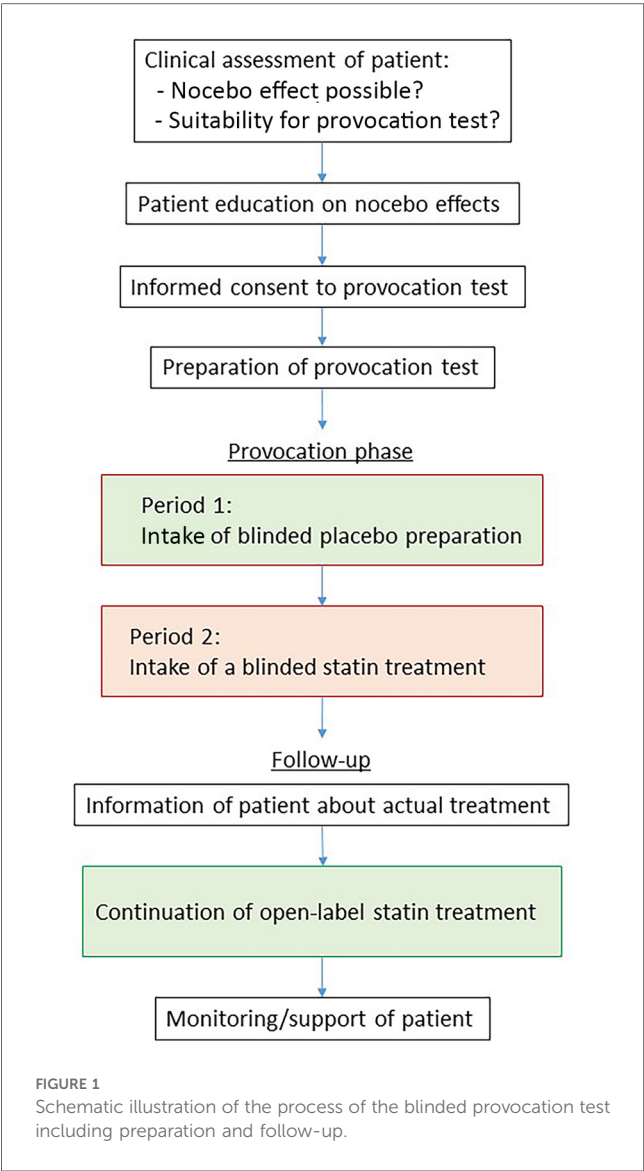 Clinical assessment of patient:
- Nocebo effect possible?
- Suitability for provocation test?
Patient education on nocebo effects
Informed consent to provocation test
Preparation of provocation test
Provocation phase
Period 1:
Intake of blinded placebo preparation
Period 2:
Intake of a blinded statin treatment
Follow-up
Information of patient about actual treatment
Continuation of open-label statin treatment
Monitoring/support of patient
FIGURE 1
Schematic illustration of the process of the blinded provocation test
including preparation and follow-up.